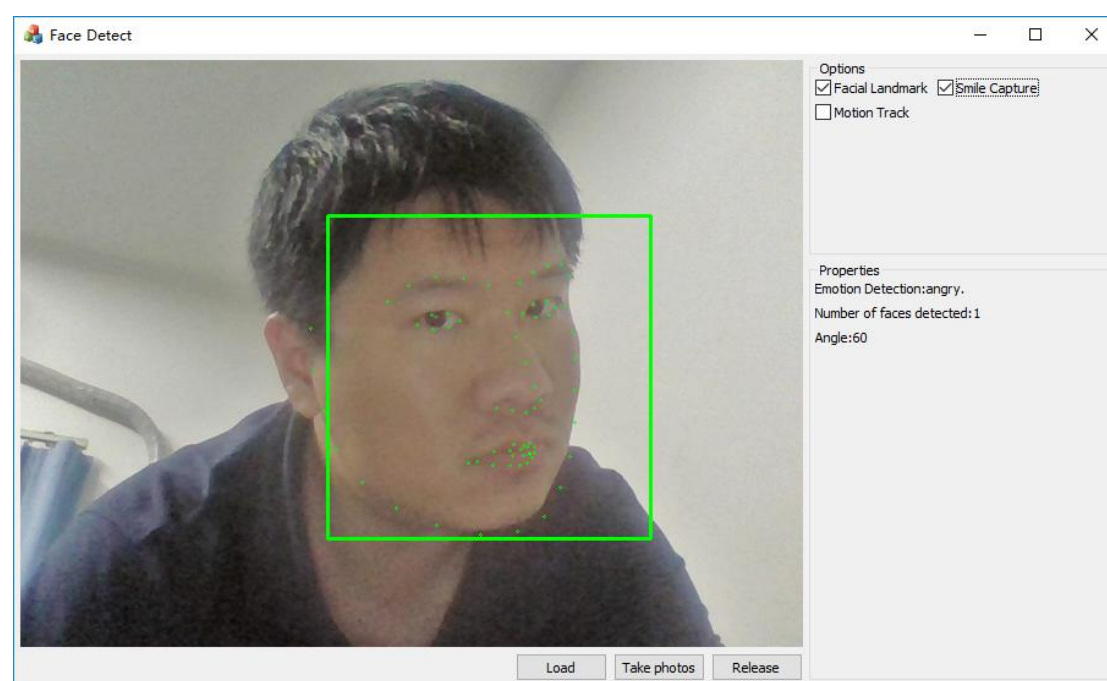 Face Detect
Options
Facial Landmark Smile Capture
Motion Track
Properties
Emotion Detection:angry.
Number of faces detected:1
Angle:60
Load Take photos Release